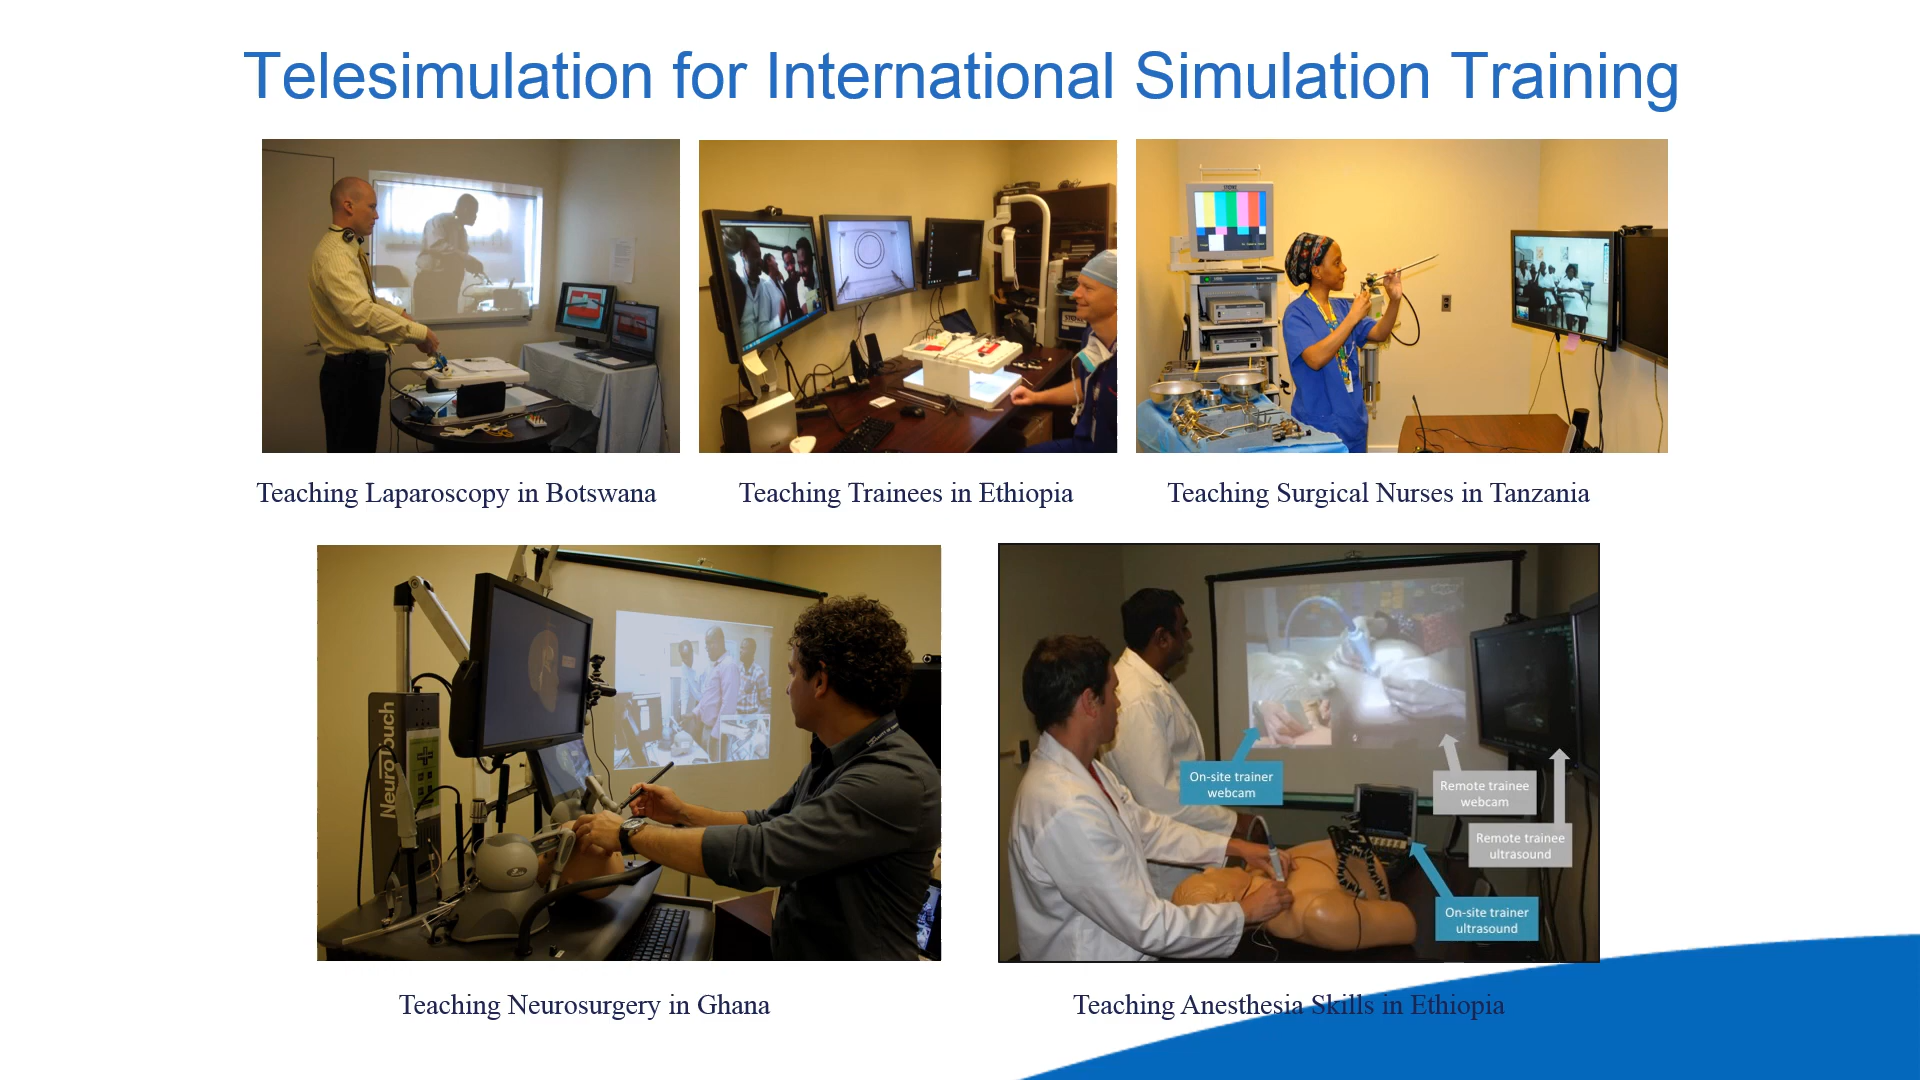 Telesimulation for International Simulation Training
Teaching Laparoscopy in Botswana
Teaching Trainees in Ethiopia
Teaching Surgical Nurses in Tanzania
NeuroTouch
On-site trainer
webcam
Remote trainee
webcam
Remote trainee
ultrasound
On-site trainer
ultrasound
Teaching Neurosurgery in Ghana
Teaching Anesthesia Skills in Ethiopia